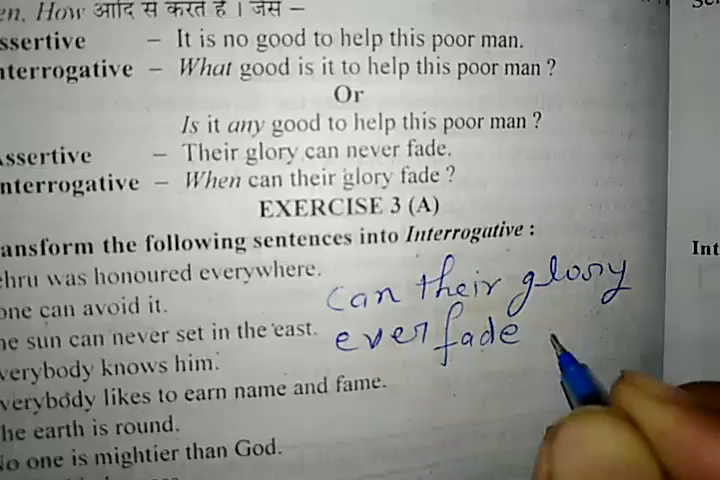 en, How आदि से करते हैं । जैसे –
ssertive – It is no good to help this poor man.
nterrogative – What good is it to help this poor man ?
Or
Is it any good to help this poor man ?
Assertive – Their glory can never fade.
nterrogative – When can their glory fade ?
EXERCISE 3 (A)
ansform the following sentences into Interrogative :
ehru was honoured everywhere.
one can avoid it.
he sun can never set in the east.
verybody knows him.
verybody likes to earn name and fame.
he earth is round.
No one is mightier than God.
can their glory
ever fade
Int